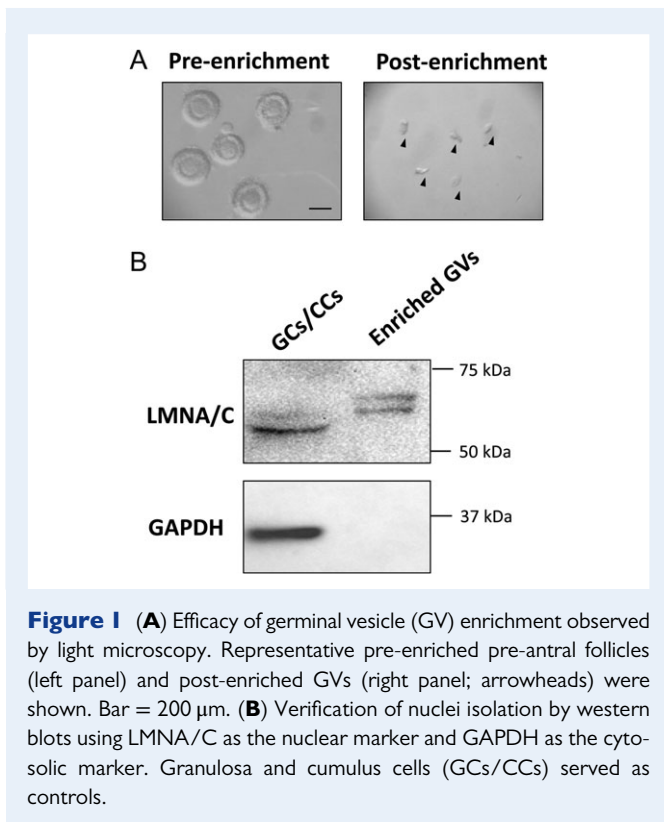 A Pre-enrichment Post-enrichment
B
GCs/CCs Enriched GVs
75 kDa
LMNA/C
50 kDa
37 kDa
GAPDH
Figure 1 (A) Efficacy of germinal vesicle (GV) enrichment observed
by light microscopy. Representative pre-enriched pre-antral follicles
(left panel) and post-enriched GVs (right panel; arrowheads) were
shown. Bar = 200 μm. (B) Verification of nuclei isolation by western
blots using LMNA/C as the nuclear marker and GAPDH as the cyto-
solic marker. Granulosa and cumulus cells (GCs/CCs) served as
controls.